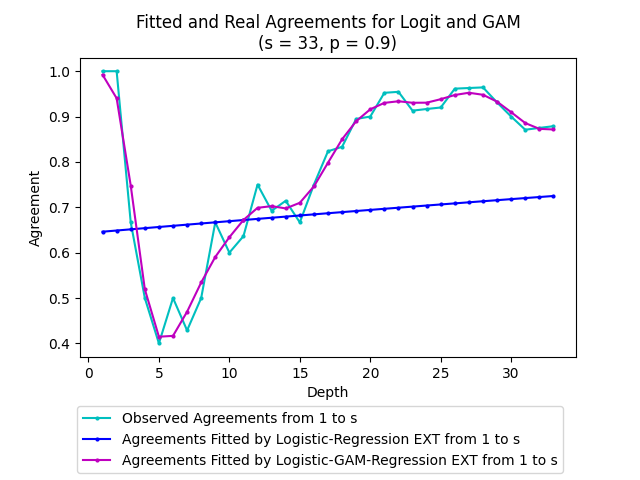 Fitted and Real Agreements for Logit and GAM
(s = 33, p = 0.9)
Agreement
1.0
0.9
0.8
0.7
0.6
0.5
0.4
0 5 10 15 20 25 30
Depth
Observed Agreements from 1 to s
Agreements Fitted by Logistic-Regression EXT from 1 to s
Agreements Fitted by Logistic-GAM-Regression EXT from 1 to s